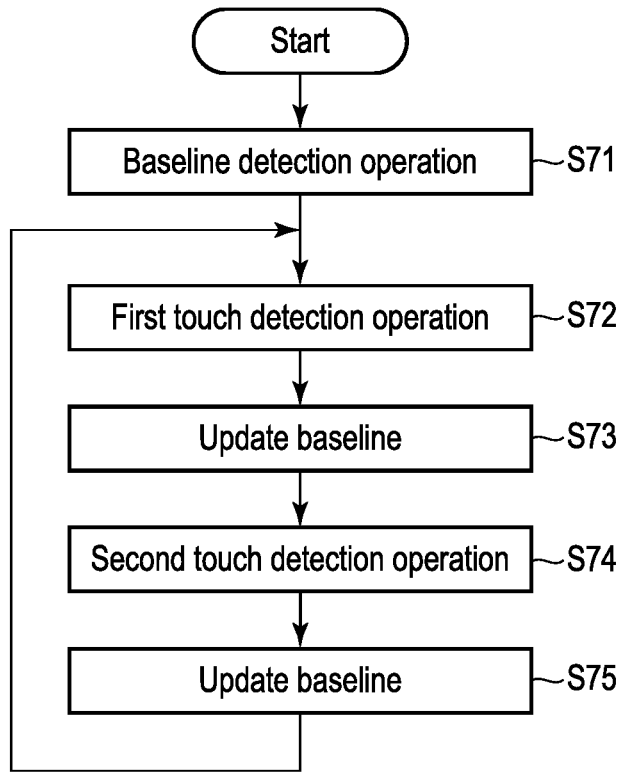 Start
Baseline detection operation S71
First touch detection operation S72
Update baseline S73
Second touch detection operation S74
Update baseline S75